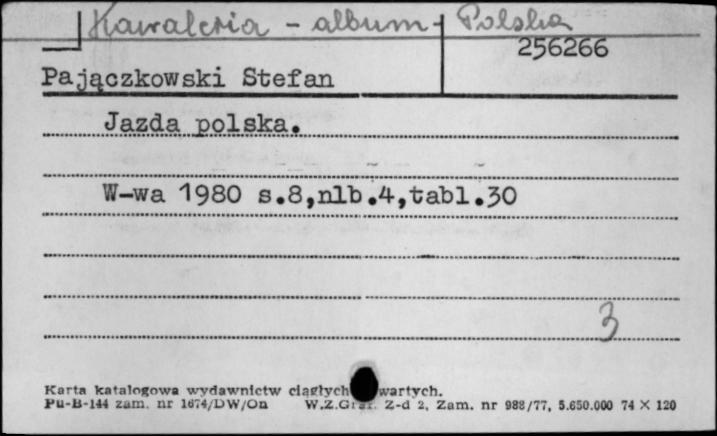 Kawaleria - album - Polska
256266
Pajączkowski Stefan
Jazda polska.
W-wa 1980 s.8,nlb.4,tabl.30
3
Karta katalogowa wydawnictw ciągłych wartych.
Pu-B-144 zam. nr 1674/DW/On W.Z.Graf. Z-d 2, Zam. nr 988/77, 5.650.000 74 X 120